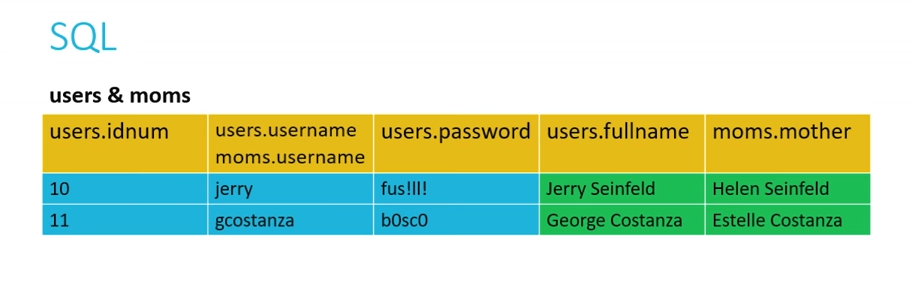 SQL
users & moms
users.idnum users.username moms.username users.password users.fullname moms.mother
10 jerry fus!ll! Jerry Seinfeld Helen Seinfeld
11 gcostanza b0sc0 George Costanza Estelle Costanza